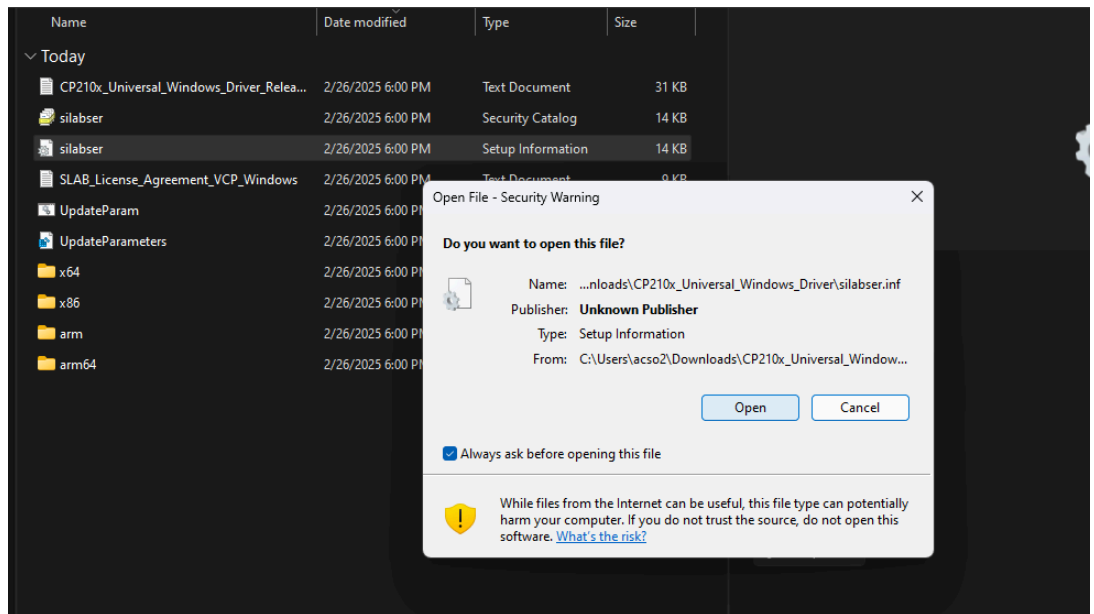 Name Date modified Type Size
Today
CP210x_Universal_Windows_Driver_Relea... 2/26/2025 6:00 PM Text Document 31 KB
silabser 2/26/2025 6:00 PM Security Catalog 14 KB
silabser 2/26/2025 6:00 PM Setup Information 14 KB
SLAB_License_Agreement_VCP_Windows 2/26/2025 6:00 PM Text Document 9 KB
UpdateParam 2/26/2025 6:00 PM
UpdateParameters 2/26/2025 6:00 PM
x64 2/26/2025 6:00 PM
x86 2/26/2025 6:00 PM
arm 2/26/2025 6:00 PM
arm64 2/26/2025 6:00 PM
Open File - Security Warning
Do you want to open this file?
Name: ...nloads\CP210x_Universal_Windows_Driver\silabser.inf
Publisher: Unknown Publisher
Type: Setup Information
From: C:\Users\acso2\Downloads\CP210x_Universal_Window...
Open Cancel
Always ask before opening this file
While files from the Internet can be useful, this file type can potentially
harm your computer. If you do not trust the source, do not open this
software. What's the risk?